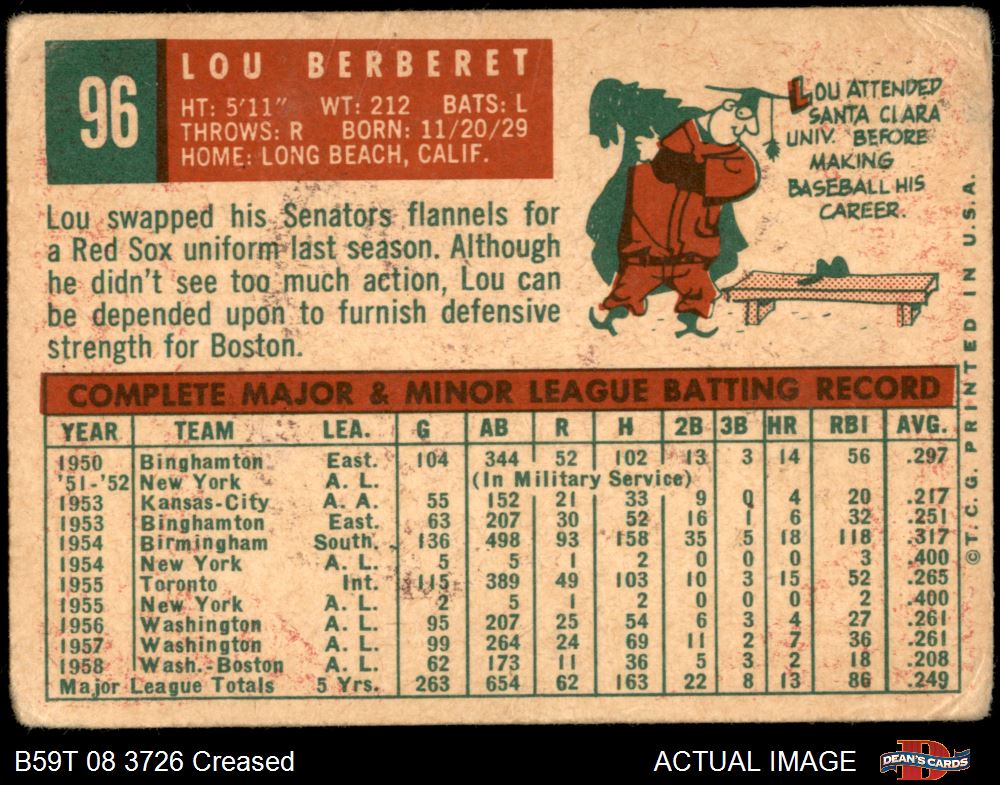 96
LOU BERBERET
HT: 5'11" WT: 212 BATS: L
THROWS: R BORN: 11/20/29
HOME: LONG BEACH, CALIF.
Lou swapped his Senators flannels for
a Red Sox uniform last season. Although
he didn't see too much action, Lou can
be depended upon to furnish defensive
strength for Boston.
LOU ATTENDED
SANTA CLARA
UNIV. BEFORE
MAKING
BASEBALL HIS
CAREER.
COMPLETE MAJOR & MINOR LEAGUE BATTING RECORD
YEAR TEAM LEA. G AB R H 2B 3B HR RBI AVG.
1950 Binghamton East. 104 344 52 102 13 3 14 56 .297
'51-'52 New York A. L. (In Military Service)
1953 Kansas-City A. A. 55 152 21 33 9 0 4 20 .217
1953 Binghamton East. 63 207 30 52 16 1 6 32 .251
1954 Birmingham South. 136 498 93 158 35 5 18 118 .317
1954 New York A. L. 5 5 1 2 0 0 0 3 .400
1955 Toronto Int. 115 389 49 103 10 3 15 52 .265
1955 New York A. L. 2 5 1 2 0 0 0 2 .400
1956 Washington A. L. 95 207 25 54 6 3 4 27 .261
1957 Washington A. L. 99 264 24 69 11 2 7 36 .261
1958 Wash.-Boston A. L. 62 173 11 36 5 3 2 18 .208
Major League Totals 5 Yrs. 263 654 62 163 22 8 13 86 .249
© T. C. G. PRINTED IN U.S.A.
B59T 08 3726 Creased
ACTUAL IMAGE
DEAN'S CARDS